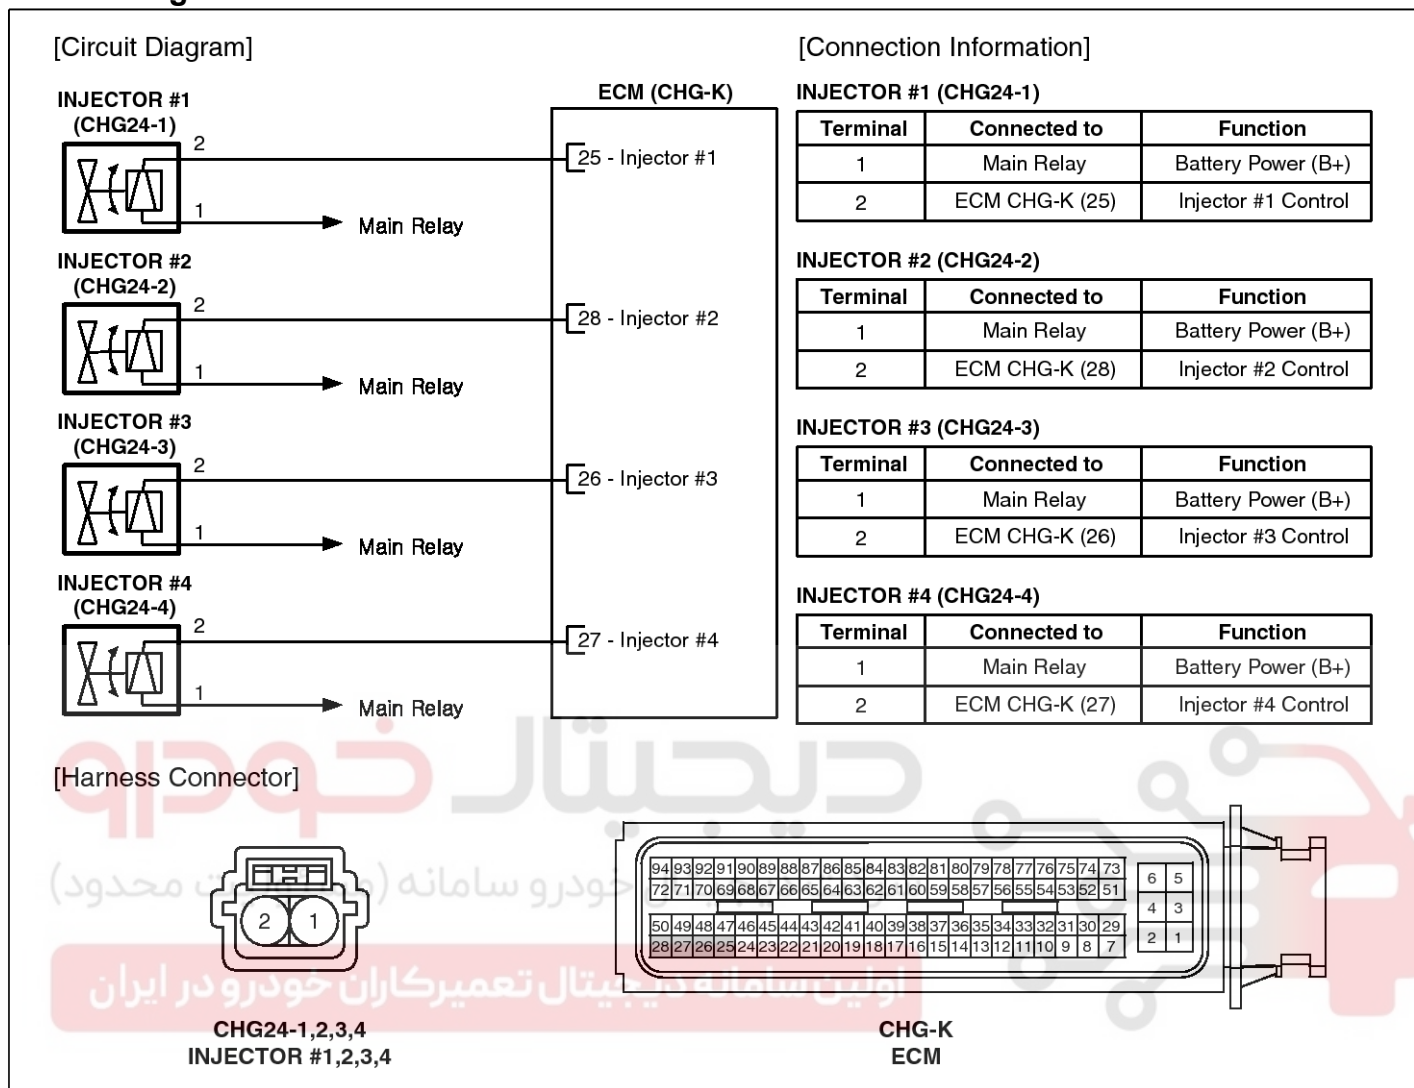 [Circuit Diagram]
INJECTOR #1
(CHG24-1)
2
1
Main Relay
INJECTOR #2
(CHG24-2)
2
1
Main Relay
INJECTOR #3
(CHG24-3)
2
1
Main Relay
INJECTOR #4
(CHG24-4)
2
1
Main Relay
ECM (CHG-K)
25 - Injector #1
28 - Injector #2
26 - Injector #3
27 - Injector #4
[Connection Information]
INJECTOR #1 (CHG24-1)
Terminal Connected to Function
1 Main Relay Battery Power (B+)
2 ECM CHG-K (25) Injector #1 Control
INJECTOR #2 (CHG24-2)
Terminal Connected to Function
1 Main Relay Battery Power (B+)
2 ECM CHG-K (28) Injector #2 Control
INJECTOR #3 (CHG24-3)
Terminal Connected to Function
1 Main Relay Battery Power (B+)
2 ECM CHG-K (26) Injector #3 Control
INJECTOR #4 (CHG24-4)
Terminal Connected to Function
1 Main Relay Battery Power (B+)
2 ECM CHG-K (27) Injector #4 Control
[Harness Connector]
دیجیتال خودرو
خودرو سامانه (مسئولیت محدود)
اولین سامانه دیجیتال تعمیرکاران خودرو در ایران
2 1
CHG24-1,2,3,4
INJECTOR #1,2,3,4
94 93 92 91 90 89 88 87 86 85 84 83 82 81 80 79 78 77 76 75 74 73
72 71 70 69 68 67 66 65 64 63 62 61 60 59 58 57 56 55 54 53 52 51
50 49 48 47 46 45 44 43 42 41 40 39 38 37 36 35 34 33 32 31 30 29
28 27 26 25 24 23 22 21 20 19 18 17 16 15 14 13 12 11 10 9 8 7
6 5
4 3
2 1
CHG-K
ECM